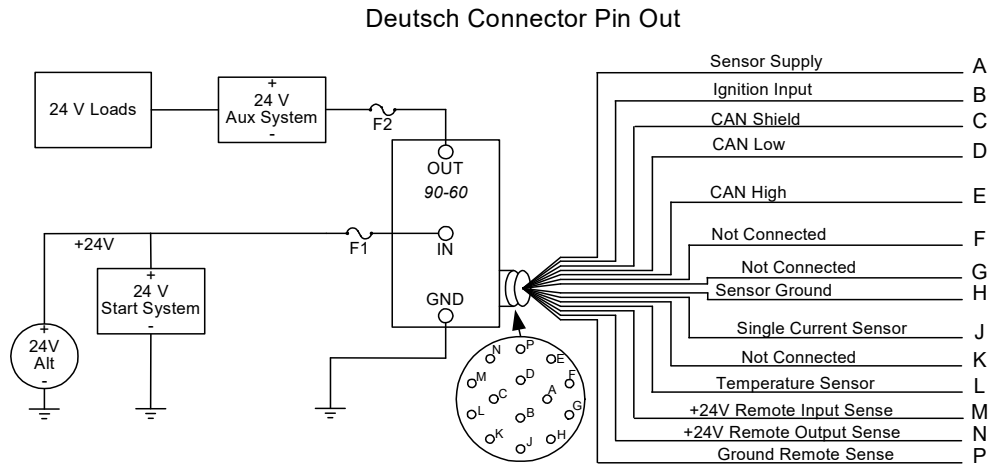 Deutsch Connector Pin Out
24 V Loads
+
24 V
Aux System
-
F2
OUT
90-60
IN
GND
F1
+24V
+
24 V
Start System
-
+
24V
Alt
-
Sensor Supply A
Ignition Input B
CAN Shield C
CAN Low D
CAN High E
Not Connected F
Not Connected G
Sensor Ground H
Single Current Sensor J
Not Connected K
Temperature Sensor L
+24V Remote Input Sense M
+24V Remote Output Sense N
Ground Remote Sense P
N
P
E
M
D
F
C
A
L
B
G
K
J
H